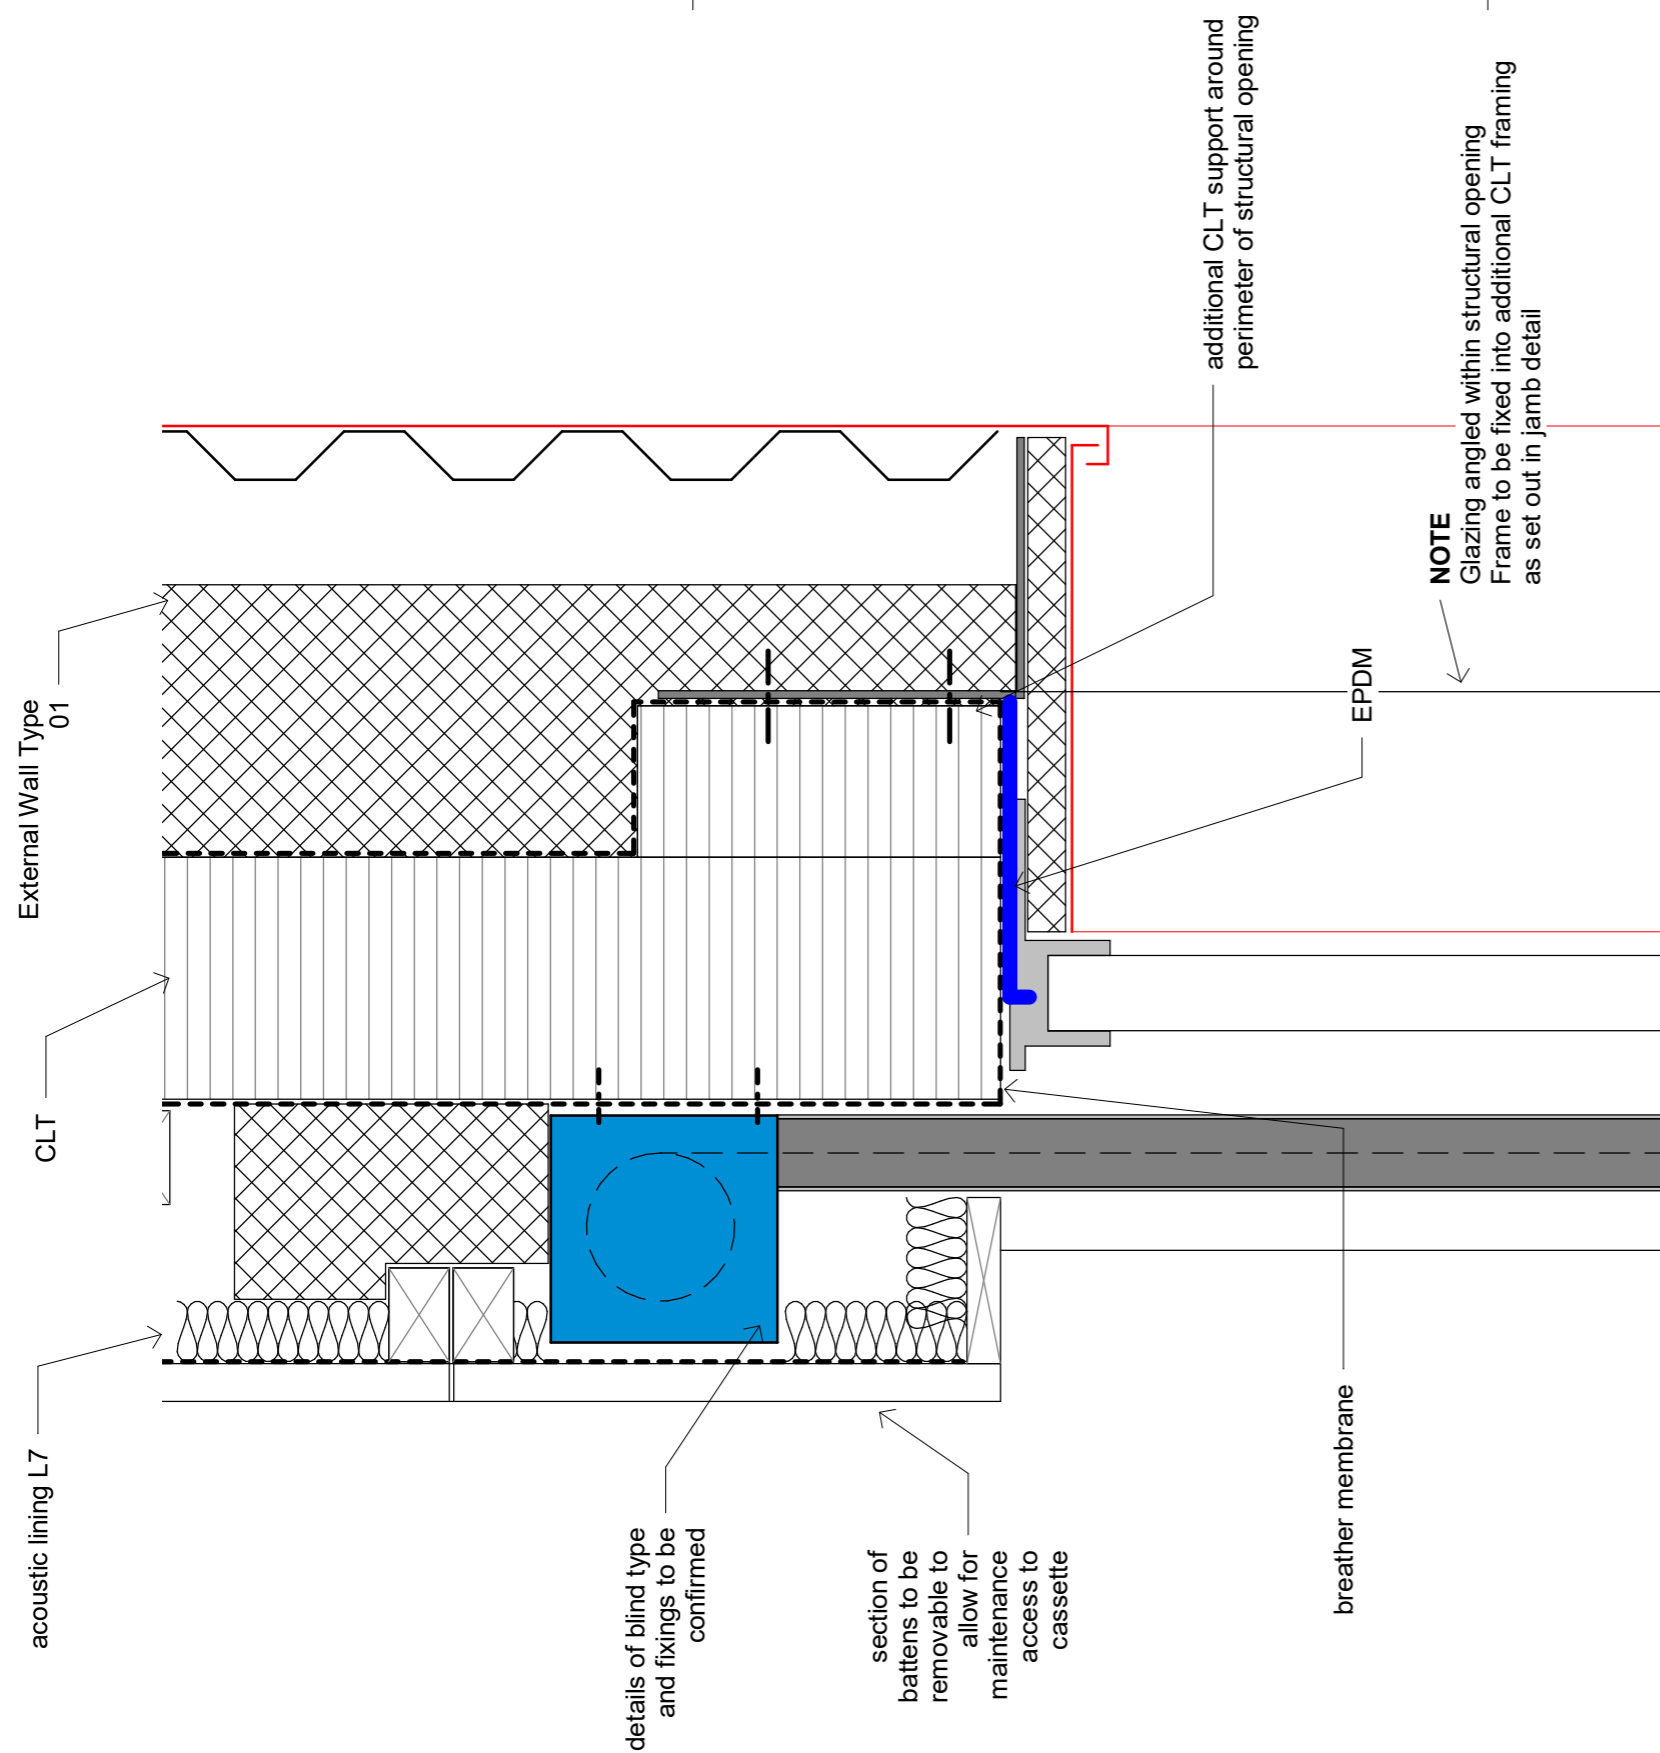 External Wall Type
01
CLT
acoustic lining L7
additional CLT support around
perimeter of structural opening
NOTE
Glazing angled within structural opening
Frame to be fixed into additional CLT framing
as set out in jamb detail
EPDM
details of blind type
and fixings to be
confirmed
section of
battens to be
removable to
allow for
maintenance
access to
cassette
breather membrane